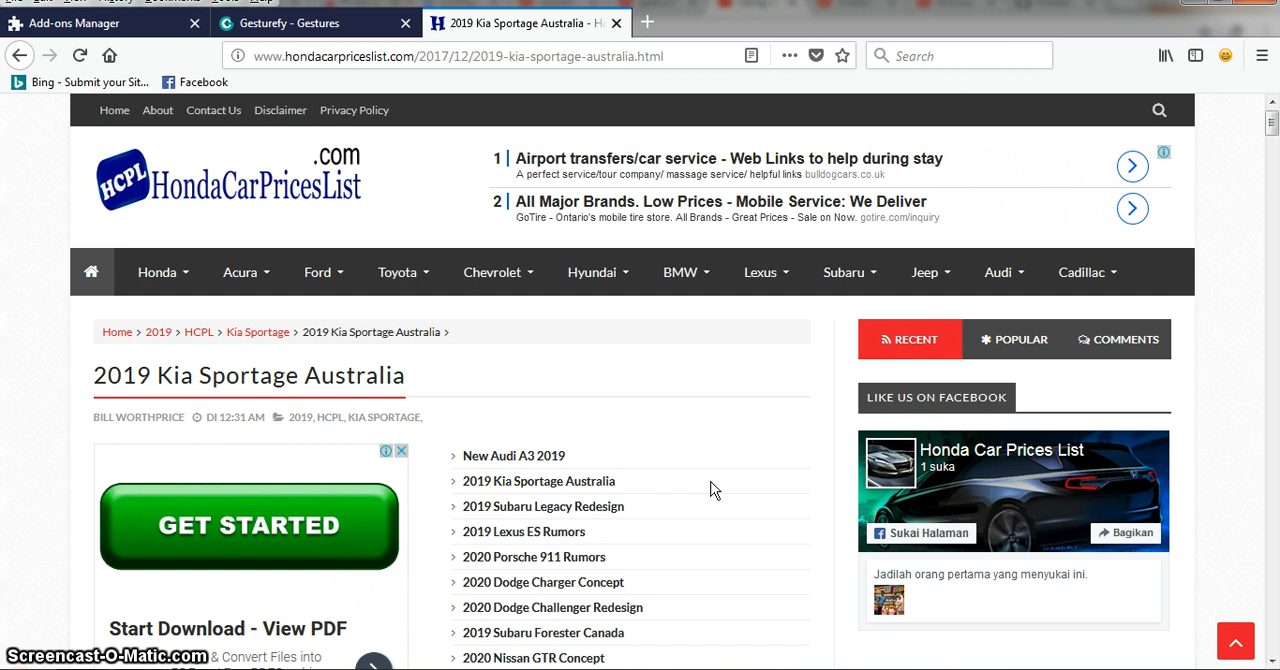 File Edit View History Bookmarks Tools Help
Add-ons Manager
Gesturefy - Gestures
2019 Kia Sportage Australia - Ho
www.hondacarpriceslist.com/2017/12/2019-kia-sportage-australia.html
Search
Bing - Submary your Sit...
Facebook
Home
About
Contact Us
Disclaimer
Privacy Policy
HCPL
HondaCarPricesList
.com
1 Airport transfers/car service - Web Links to help during stay
A perfect service/tour company/ massage service/ helpful links bulldogcars.co.uk
2 All Major Brands. Low Prices - Mobile Service: We Deliver
GoTire - Ontario's mobile tire store. All Brands - Great Prices - Sale on Now. gotire.com/inquiry
Honda
Acura
Ford
Toyota
Chevrolet
Hyundai
BMW
Lexus
Subaru
Jeep
Audi
Cadillac
Home > 2019 > HCPL > Kia Sportage > 2019 Kia Sportage Australia >
2019 Kia Sportage Australia
BILL WORTHPRICE DI 12:31 AM 2019, HCPL, KIA SPORTAGE,
GET STARTED
Start Download - View PDF
& Convert Files into
New Audi A3 2019
2019 Kia Sportage Australia
2019 Subaru Legacy Redesign
2019 Lexus ES Rumors
2020 Porsche 911 Rumors
2020 Dodge Charger Concept
2020 Dodge Challenger Redesign
2019 Subaru Forester Canada
2020 Nissan GTR Concept
RECENT
POPULAR
COMMENTS
LIKE US ON FACEBOOK
Honda Car Prices List
1 suka
Sukai Halaman
Bagikan
Jadilah orang pertama yang menyukai ini.
Screencast-O-Matic.com